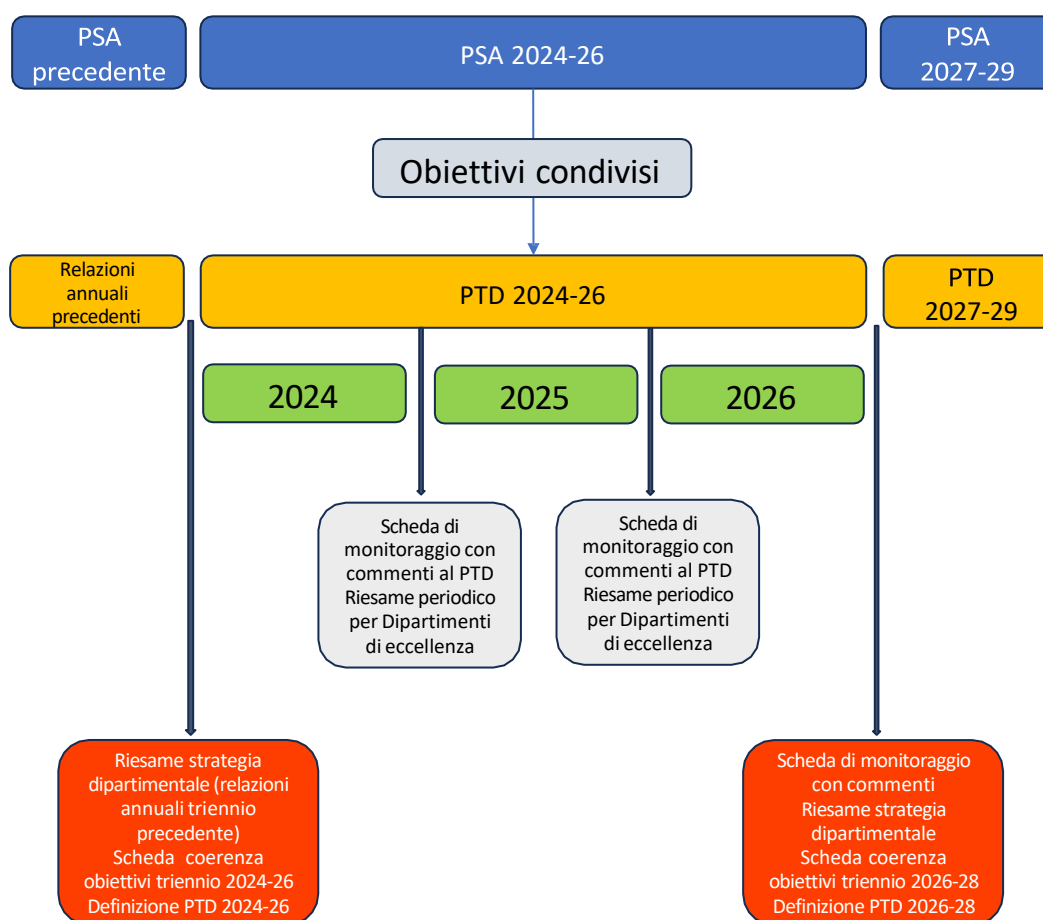 PSA
precedente
PSA 2024-26
PSA
2027-29
Obiettivi condivisi
Relazioni
annuali
precedenti
PTD 2024-26
PTD
2027-29
2024
2025
2026
Scheda di
monitoraggio con
commenti al PTD
Riesame periodico
per Dipartimenti
di eccellenza
Scheda di
monitoraggio con
commenti al PTD
Riesame periodico
per Dipartimenti
di eccellenza
Riesame strategia
dipartimentale (relazioni
annuali triennio
precedente)
Scheda coerenza
obiettivi triennio 2024-26
Definizione PTD 2024-26
Scheda di monitoraggio
con commenti
Riesame strategia
dipartimentale
Scheda coerenza
obiettivi triennio 2026-28
Definizione PTD 2026-28